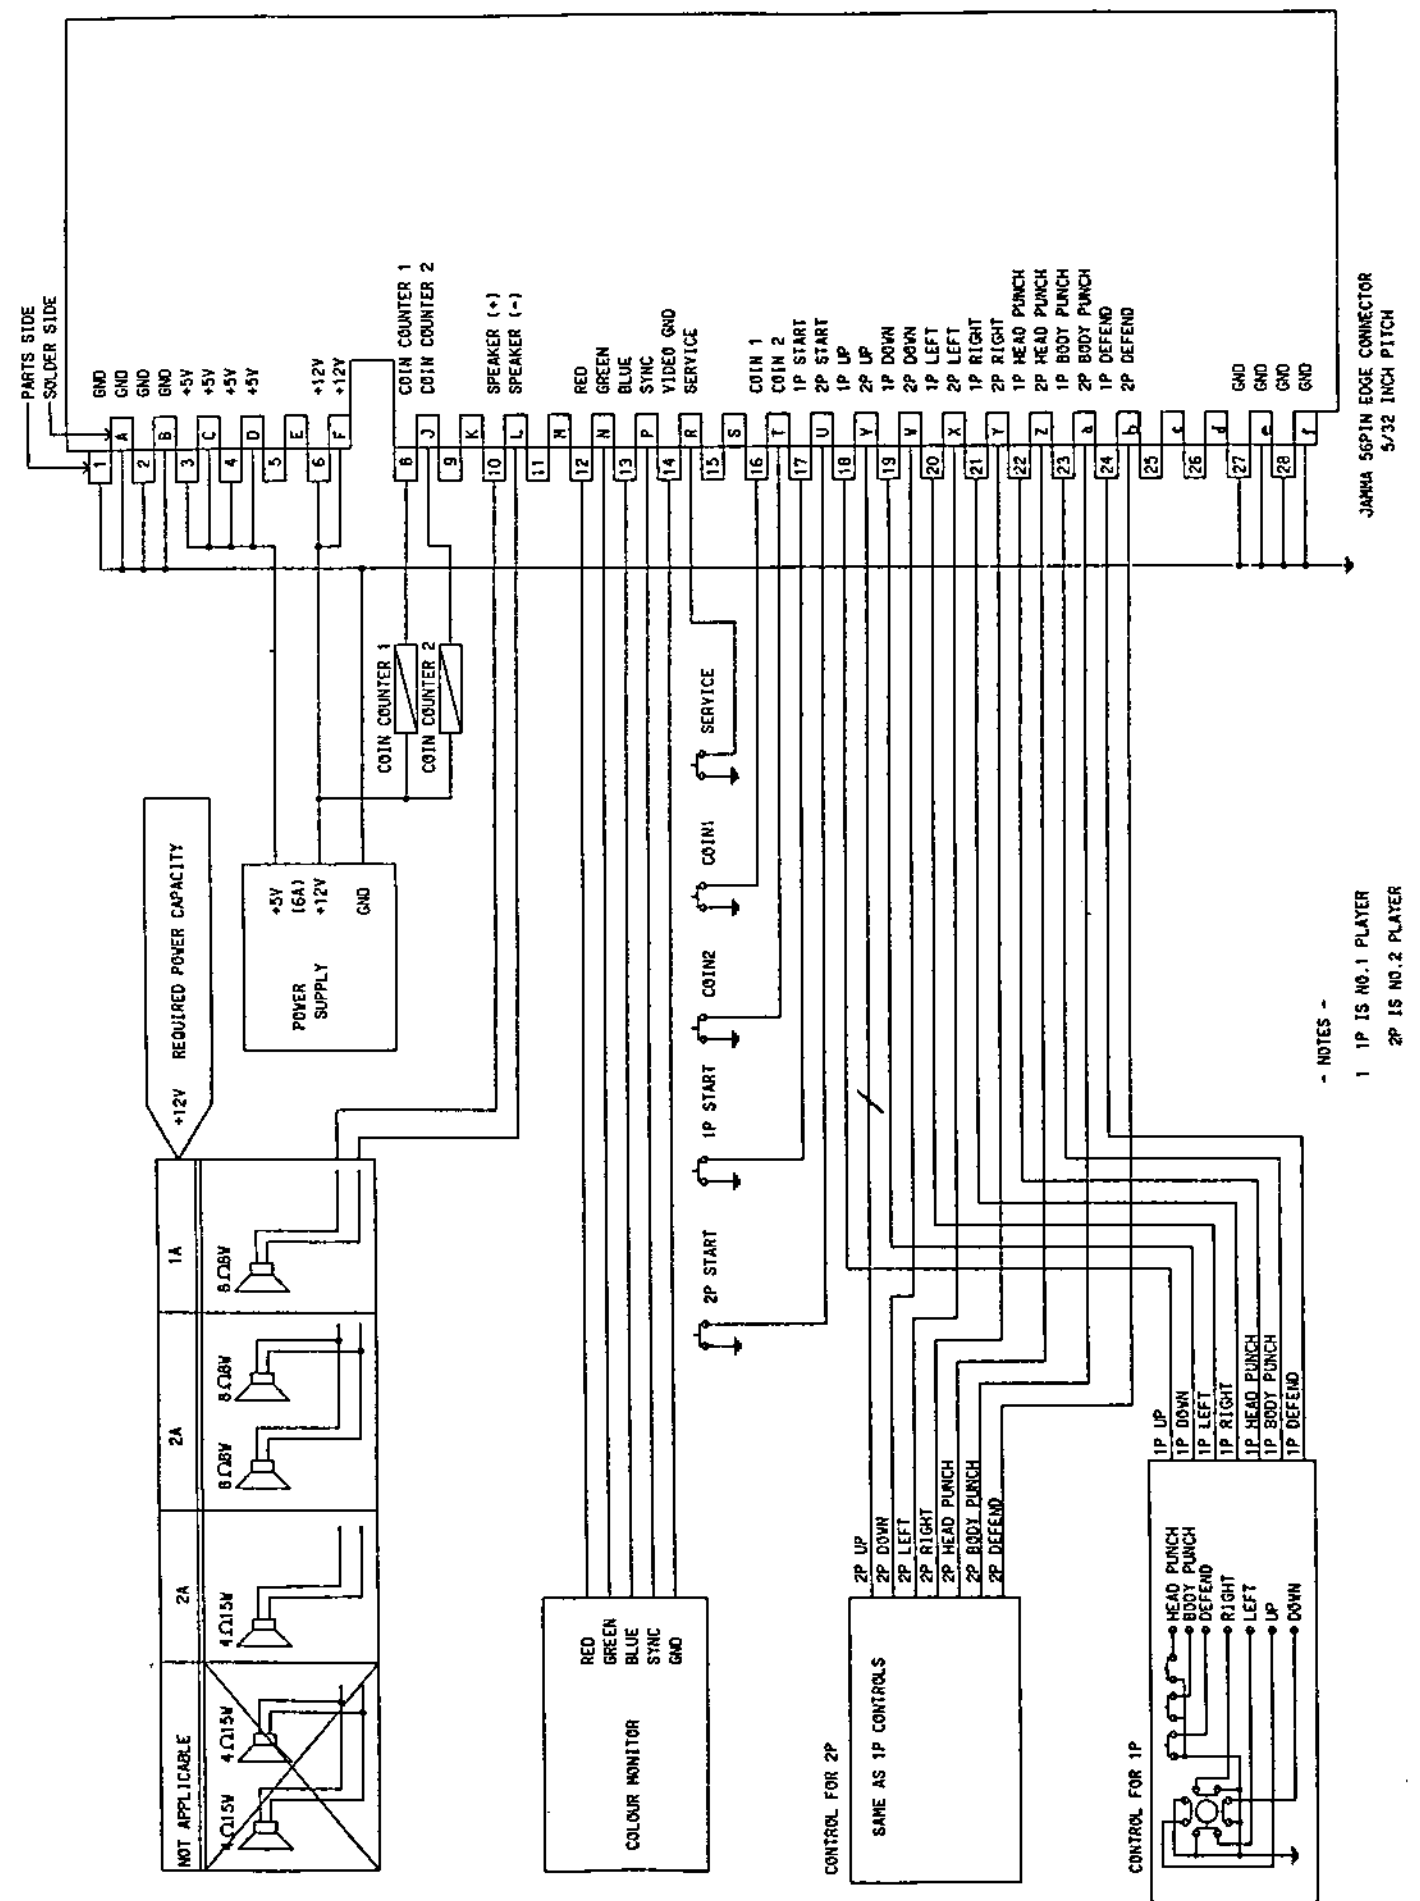 PARTS SIDE
SOLDER SIDE
GND
GND
GND
GND
+5V
+5V
+5V
+5V
+12V
+12V
COIN COUNTER 1
COIN COUNTER 2
SPEAKER (+)
SPEAKER (-)
RED
GREEN
BLUE
SYNC
VIDEO GND
SERVICE
COIN 1
COIN 2
1P START
2P START
1P UP
2P UP
1P DOWN
2P DOWN
1P LEFT
2P LEFT
1P RIGHT
2P RIGHT
1P HEAD PUNCH
2P HEAD PUNCH
1P BODY PUNCH
2P BODY PUNCH
1P DEFEND
2P DEFEND
GND
GND
GND
GND
1
A
2
B
3
C
4
D
5
E
6
F
8
J
9
K
10
L
11
M
12
N
13
P
14
R
15
S
16
T
17
U
18
V
19
W
20
X
21
Y
22
Z
23
a
24
b
25
c
26
d
27
e
28
f
JAMMA 56PIN EDGE CONNECTOR
5/32 INCH PITCH
COIN COUNTER 1
COIN COUNTER 2
SERVICE
COIN1
COIN2
1P START
2P START
+12V REQUIRED POWER CAPACITY
POWER
SUPPLY
+5V
(6A)
+12V
GND
1A
8Ω8W
2A
8Ω8W
8Ω8W
2A
4Ω15W
NOT APPLICABLE
4Ω15W
4Ω15W
COLOUR MONITOR
RED
GREEN
BLUE
SYNC
GND
2P UP
2P DOWN
2P LEFT
2P RIGHT
2P HEAD PUNCH
2P BODY PUNCH
2P DEFEND
CONTROL FOR 2P
SAME AS 1P CONTROLS
1P UP
1P DOWN
1P LEFT
1P RIGHT
1P HEAD PUNCH
1P BODY PUNCH
1P DEFEND
CONTROL FOR 1P
HEAD PUNCH
BODY PUNCH
DEFEND
RIGHT
LEFT
UP
DOWN
- NOTES -
1 1P IS NO.1 PLAYER
2P IS NO.2 PLAYER